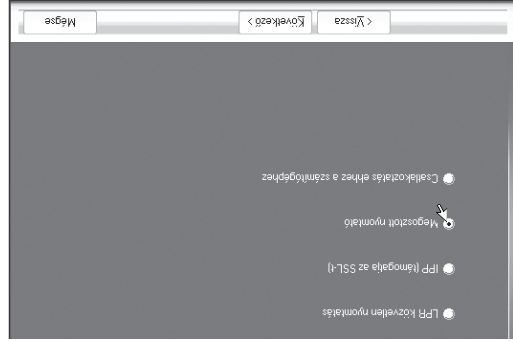 LPR közvetlen nyomtatás
IPP (támogatja az SSL-t)
Megosztott nyomtató
Csatlakoztatás ehhez a számítógéphez
< Vissza
Következő >
Mégse